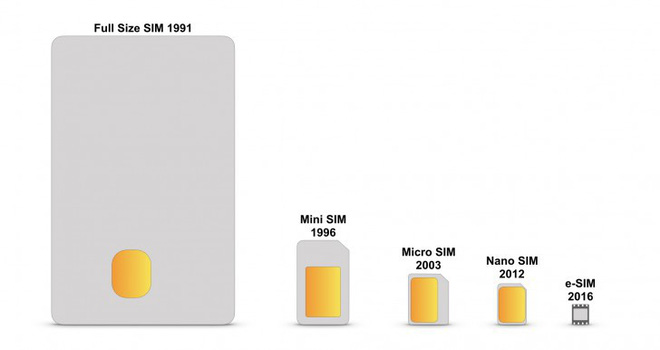 Full Size SIM 1991
Mini SIM
1996
Micro SIM
2003
Nano SIM
2012
e-SIM
2016